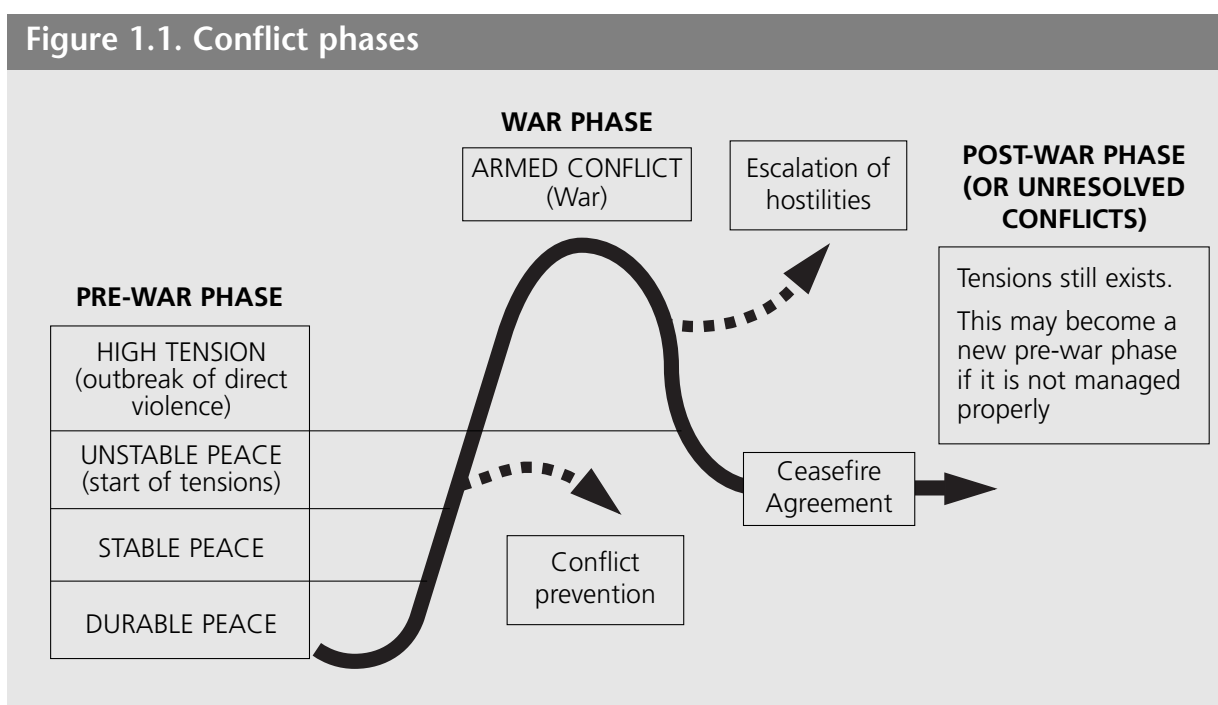 Figure 1.1. Conflict phases
PRE-WAR PHASE
HIGH TENSION
(outbreak of direct
violence)
UNSTABLE PEACE
(start of tensions)
STABLE PEACE
DURABLE PEACE
WAR PHASE
ARMED CONFLICT
(War)
Conflict
prevention
Escalation of
hostilities
Ceasefire
Agreement
POST-WAR PHASE
(OR UNRESOLVED
CONFLICTS)
Tensions still exists.
This may become a
new pre-war phase
if it is not managed
properly